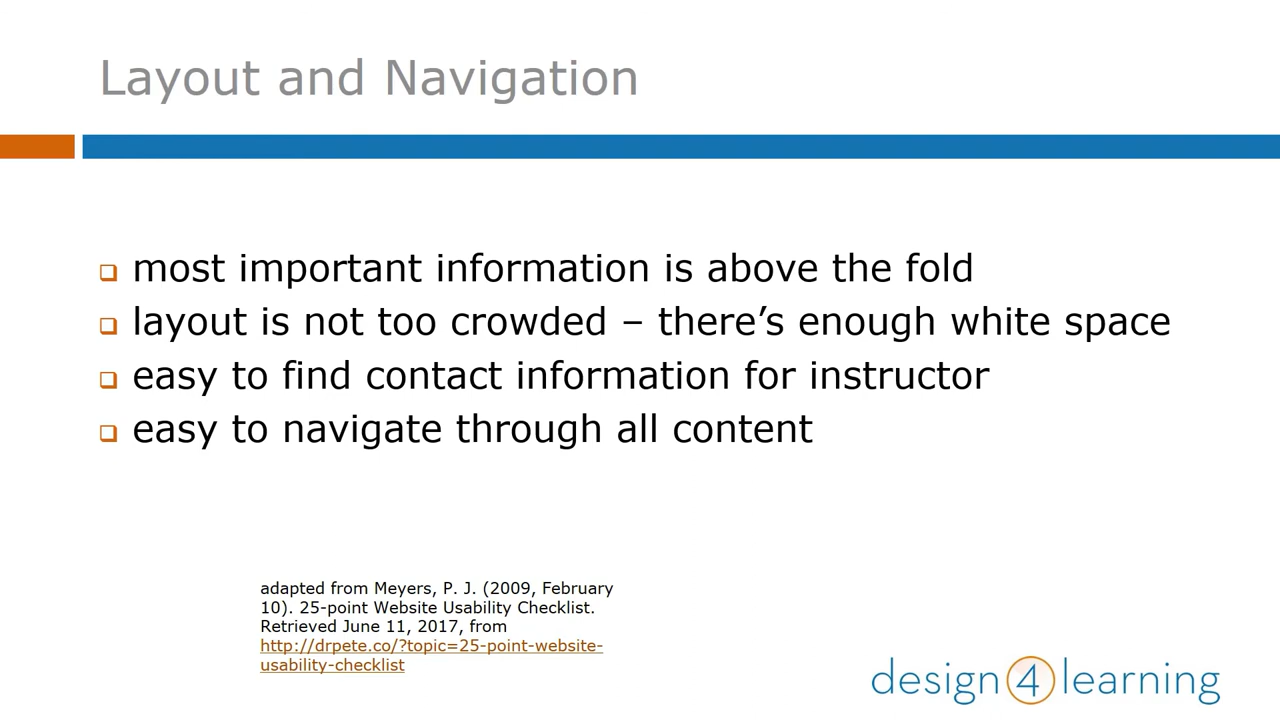 Layout and Navigation
most important information is above the fold
layout is not too crowded – there’s enough white space
easy to find contact information for instructor
easy to navigate through all content
adapted from Meyers, P. J. (2009, February
10). 25-point Website Usability Checklist.
Retrieved June 11, 2017, from
http://drpete.co/?topic=25-point-website-
usability-checklist
design4learning